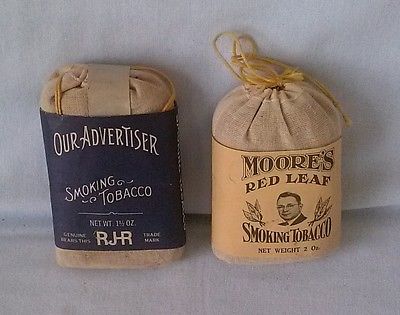 OUR ADVERTISER
SMOKING
TOBACCO
NET WT. 1½ OZ.
GENUINE
BEARS THIS
RJR
TRADE
MARK
MOORE'S
RED LEAF
SMOKING TOBACCO
NET WEIGHT 2 Oz.